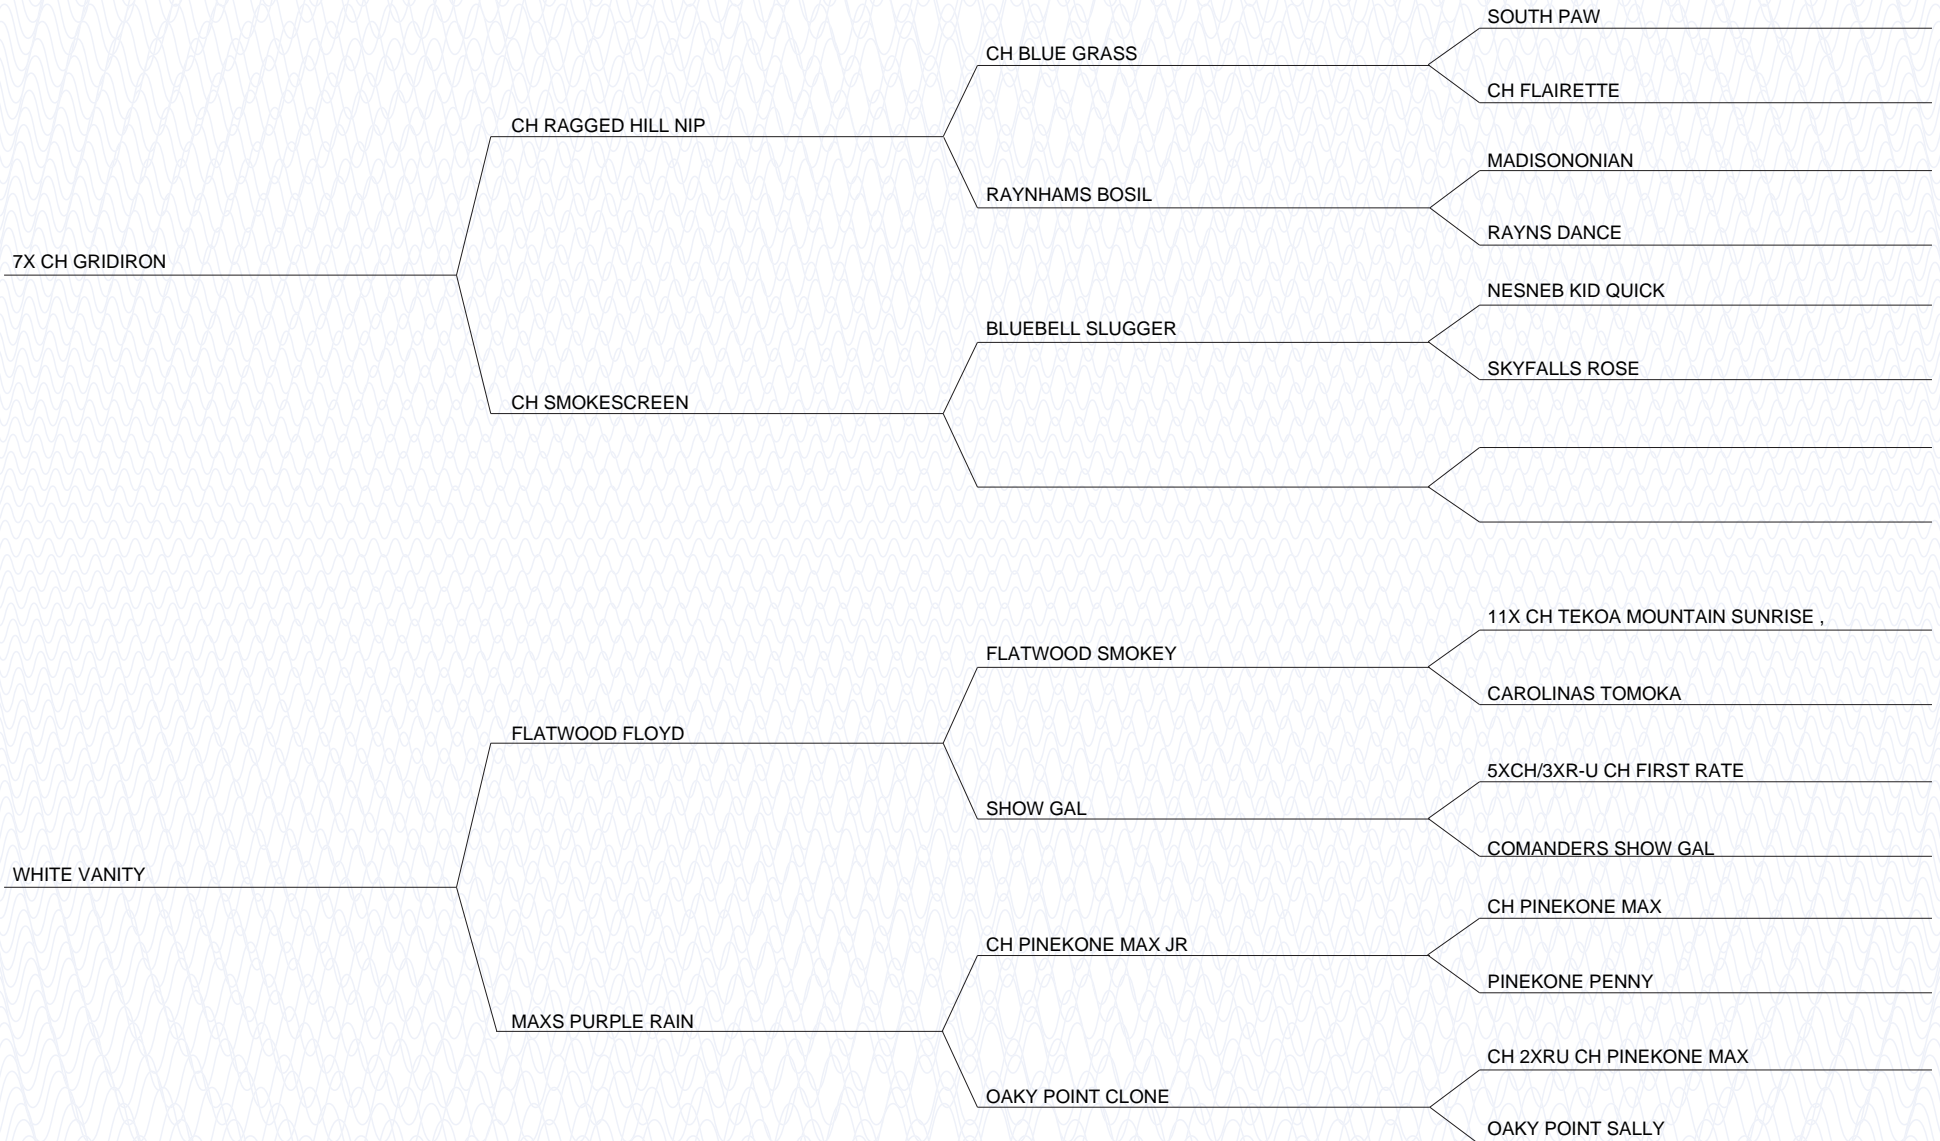 SOUTH PAW
CH BLUE GRASS
CH FLAIRETTE
CH RAGGED HILL NIP
MADISONONIAN
RAYNHAMS BOSIL
RAYNS DANCE
7X CH GRIDIRON
NESNEB KID QUICK
BLUEBELL SLUGGER
SKYFALLS ROSE
CH SMOKESCREEN
11X CH TEKOA MOUNTAIN SUNRISE ,
FLATWOOD SMOKEY
CAROLINAS TOMOKA
FLATWOOD FLOYD
5XCH/3XR-U CH FIRST RATE
SHOW GAL
COMANDERS SHOW GAL
WHITE VANITY
CH PINEKONE MAX
CH PINEKONE MAX JR
PINEKONE PENNY
MAXS PURPLE RAIN
CH 2XRU CH PINEKONE MAX
OAKY POINT CLONE
OAKY POINT SALLY